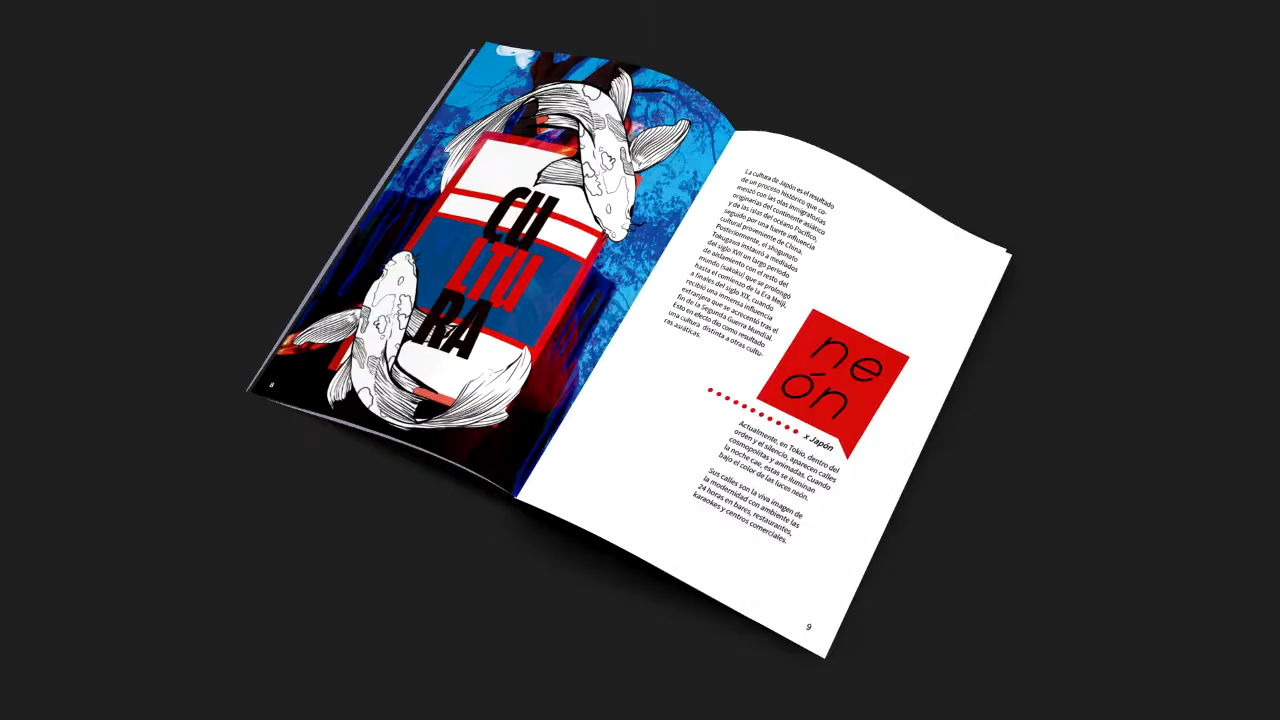 CU
LTU
RA
8
La cultura de Japón es el resultado
de un proceso histórico que co-
menzó con las olas inmigratorias
originarias del continente asiático
y de las islas del océano Pacífico,
seguido por una fuerte influencia
cultural proveniente de China.
Posteriormente, el shogunato
Tokugawa instauró a mediados
del siglo XVII un largo periodo
de aislamiento con el resto del
mundo (sakoku) que se prolongó
hasta el comienzo de la Era Meiji,
a finales del siglo XIX, cuando
recibió una inmensa influencia
extranjera que se acrecentó tras el
fin de la Segunda Guerra Mundial.
Esto en efecto dio como resultado
una cultura distinta a otras cultu-
ras asiáticas.
ne
ón
x Japón
Actualmente, en Tokio, dentro del
orden y el silencio, aparecen calles
cosmopolitas y animadas. Cuando
la noche cae, estas se iluminan
bajo el color de las luces neón.
Sus calles son la viva imagen de
la modernidad con ambiente las
24 horas en bares, restaurantes,
karaokes y centros comerciales.
9